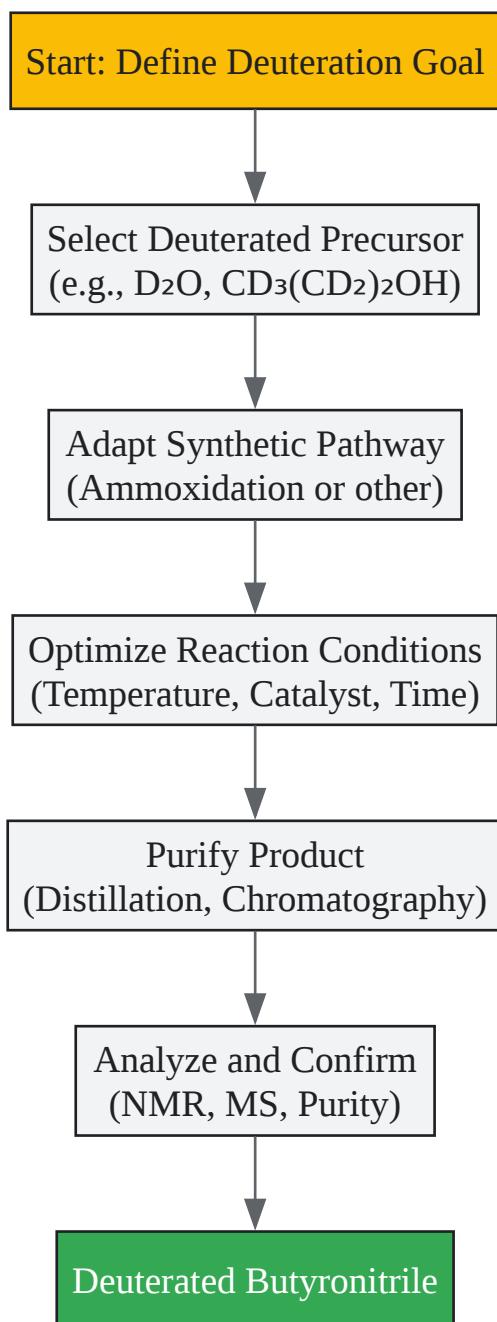 Start: Define Deuteration Goal
Select Deuterated Precursor
(e.g., D₂O, CD₃(CD₂)₂OH)
Adapt Synthetic Pathway
(Ammoxidation or other)
Optimize Reaction Conditions
(Temperature, Catalyst, Time)
Purify Product
(Distillation, Chromatography)
Analyze and Confirm
(NMR, MS, Purity)
Deuterated Butyronitrile